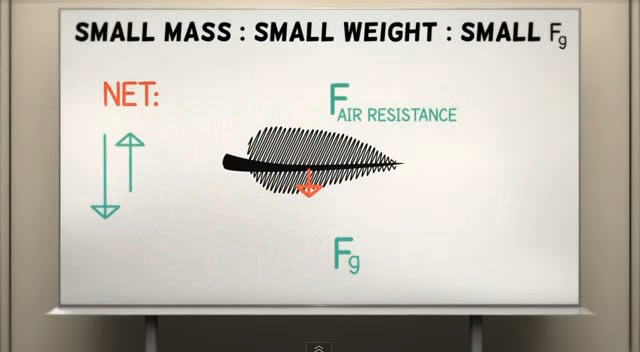 SMALL MASS : SMALL WEIGHT : SMALL Fg
NET:
FAIR RESISTANCE
Fg